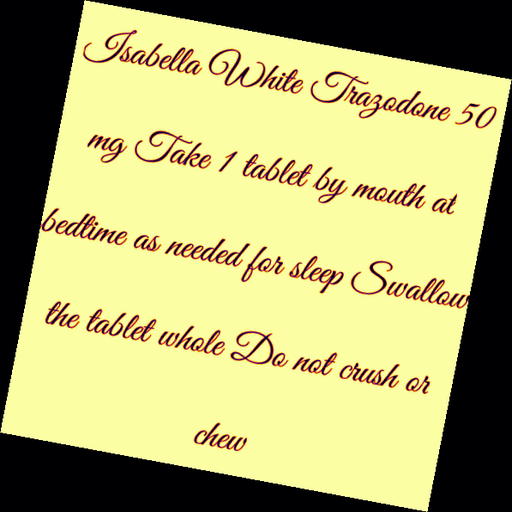 Isabella White Trazodone 50
mg Take 1 tablet by mouth at
bedtime as needed for sleep Swallow
the tablet whole Do not crush or
chew